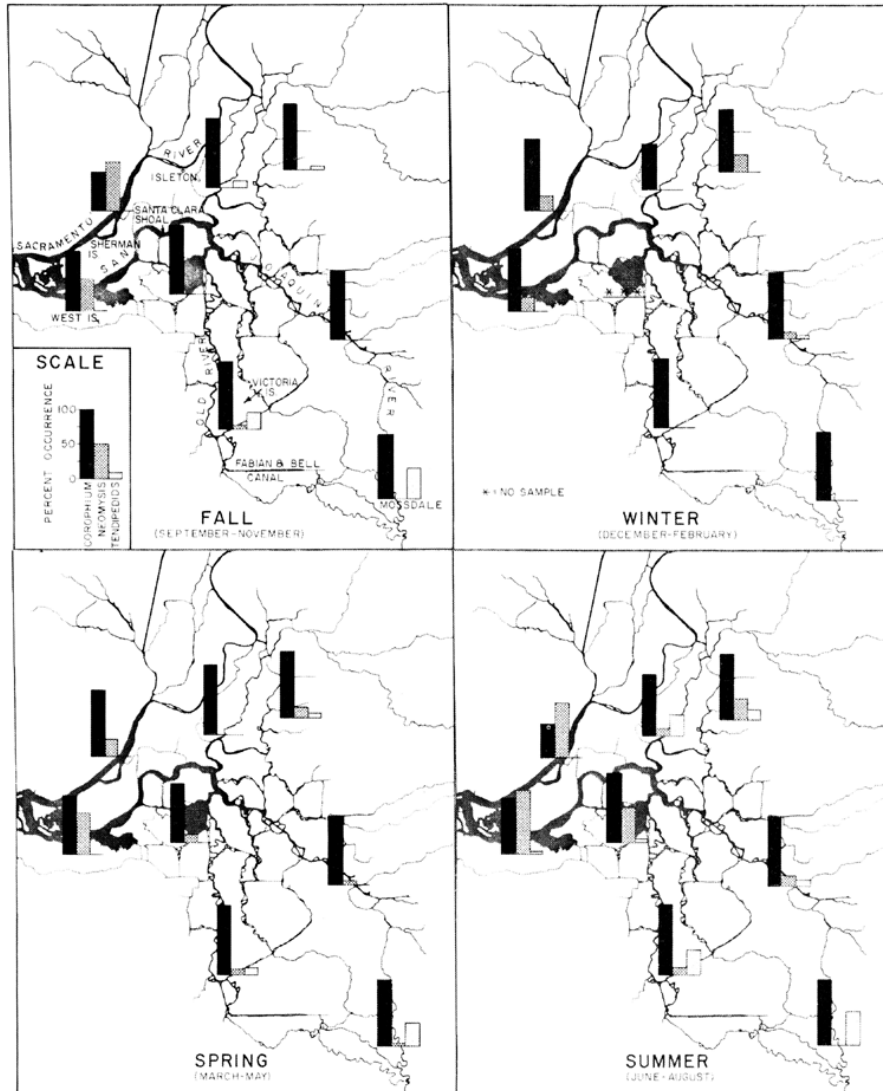 RIVER
ISLETON
SANTA CLARA
SHOAL
SACRAMENTO
SHERMAN
IS.
SAN
JOAQUIN
WEST IS.
RIVER
OLD RIVER
VICTORIA
IS.
FABIAN & BELL
CANAL
MOSSDALE
SCALE
PERCENT OCCURRENCE
100
50
0
COROPHIUM
NEOMYSIS
TENDIPEDIDS
FALL
(SEPTEMBER-NOVEMBER)
* = NO SAMPLE
WINTER
(DECEMBER-FEBRUARY)
SPRING
(MARCH-MAY)
SUMMER
(JUNE-AUGUST)